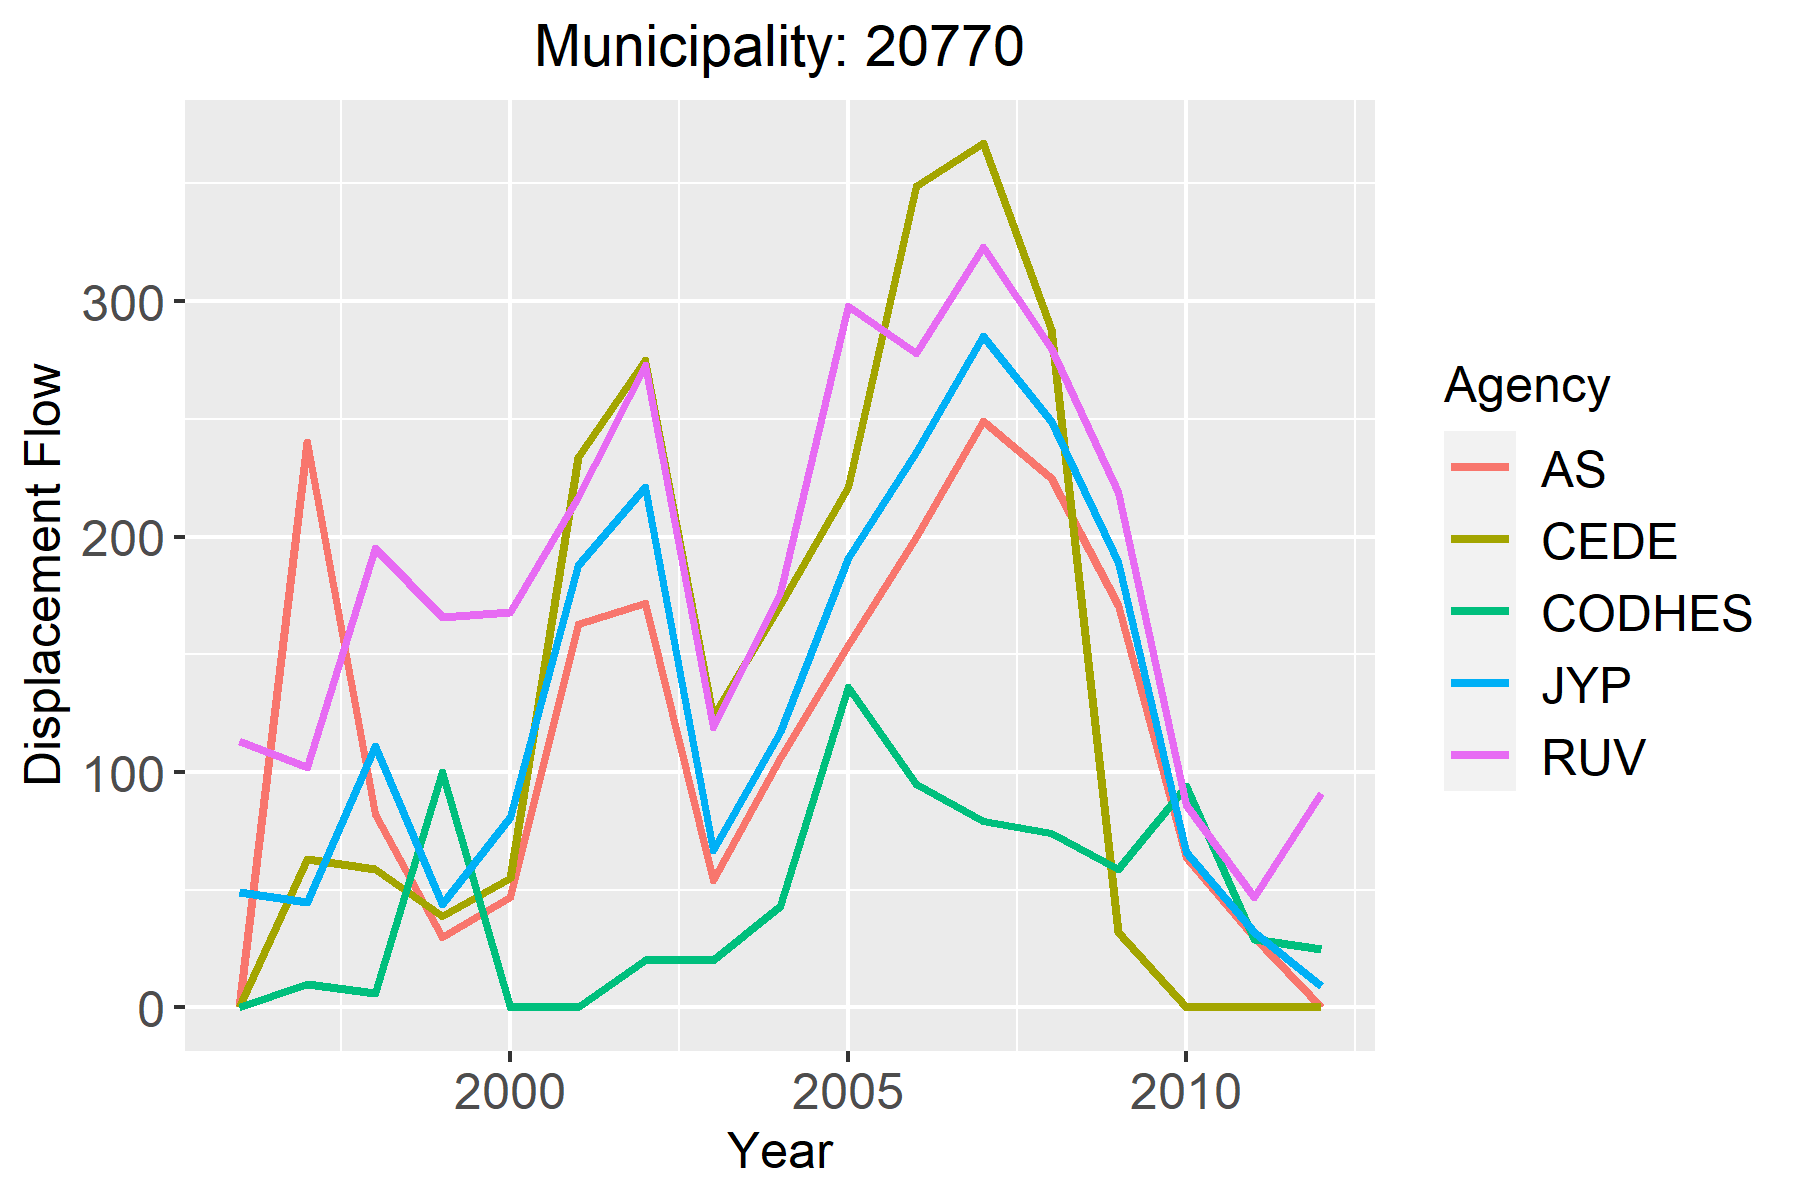 Municipality: 20770
Displacement Flow
300
200
100
0
2000 2005 2010
Year
Agency
AS
CEDE
CODHES
JYP
RUV